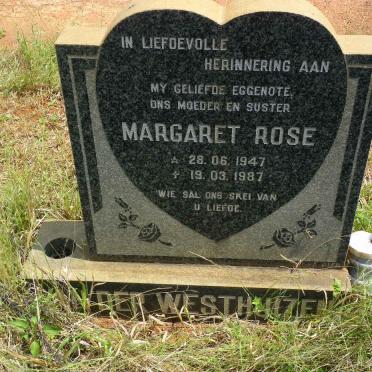 IN LIEFDEVOLLE
HERINNERING AAN
MY GELIEFDE EGGENOTE,
ONS MOEDER EN SUSTER
MARGARET ROSE
☆ 28.06.1947
✝ 19.03.1987
WIE SAL ONS SKEI VAN
U LIEFDE.
DER WESTHUIZEN